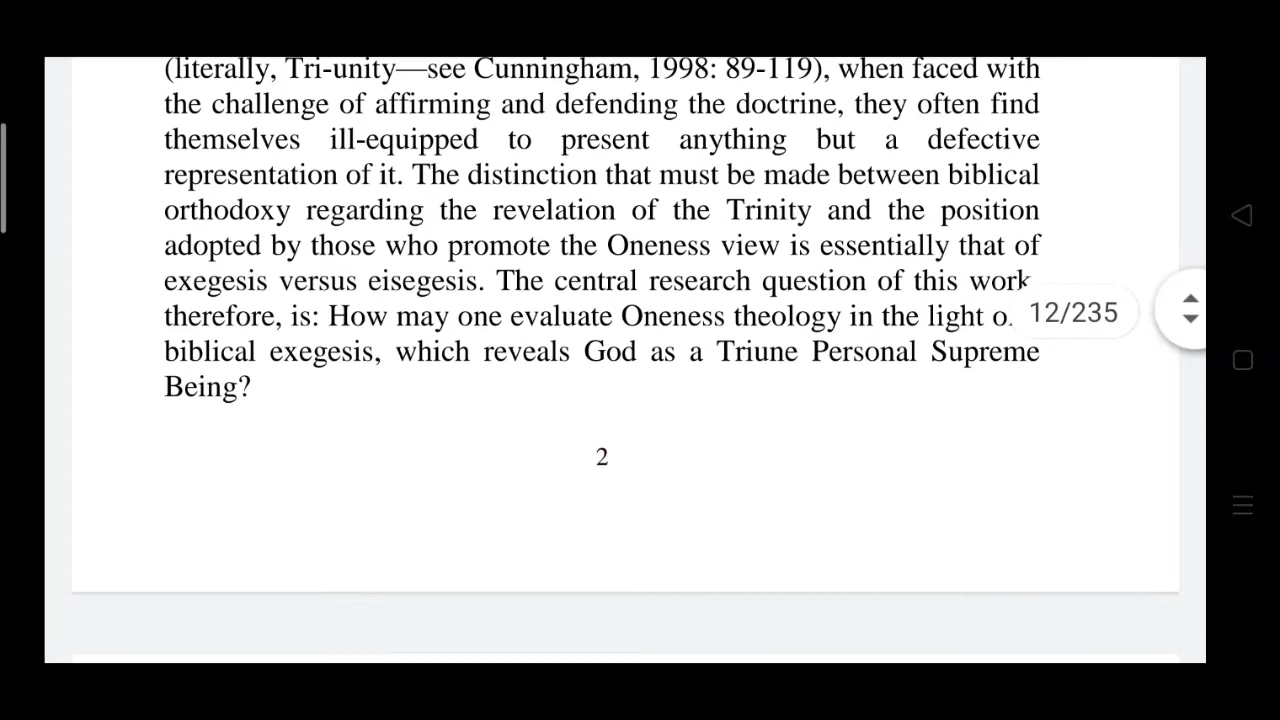 (literally, Tri-unity—see Cunningham, 1998: 89-119), when faced with
the challenge of affirming and defending the doctrine, they often find
themselves ill-equipped to present anything but a defective
representation of it. The distinction that must be made between biblical
orthodoxy regarding the revelation of the Trinity and the position
adopted by those who promote the Oneness view is essentially that of
exegesis versus eisegesis. The central research question of this work
therefore, is: How may one evaluate Oneness theology in the light o
12/235
biblical exegesis, which reveals God as a Triune Personal Supreme
Being?
2